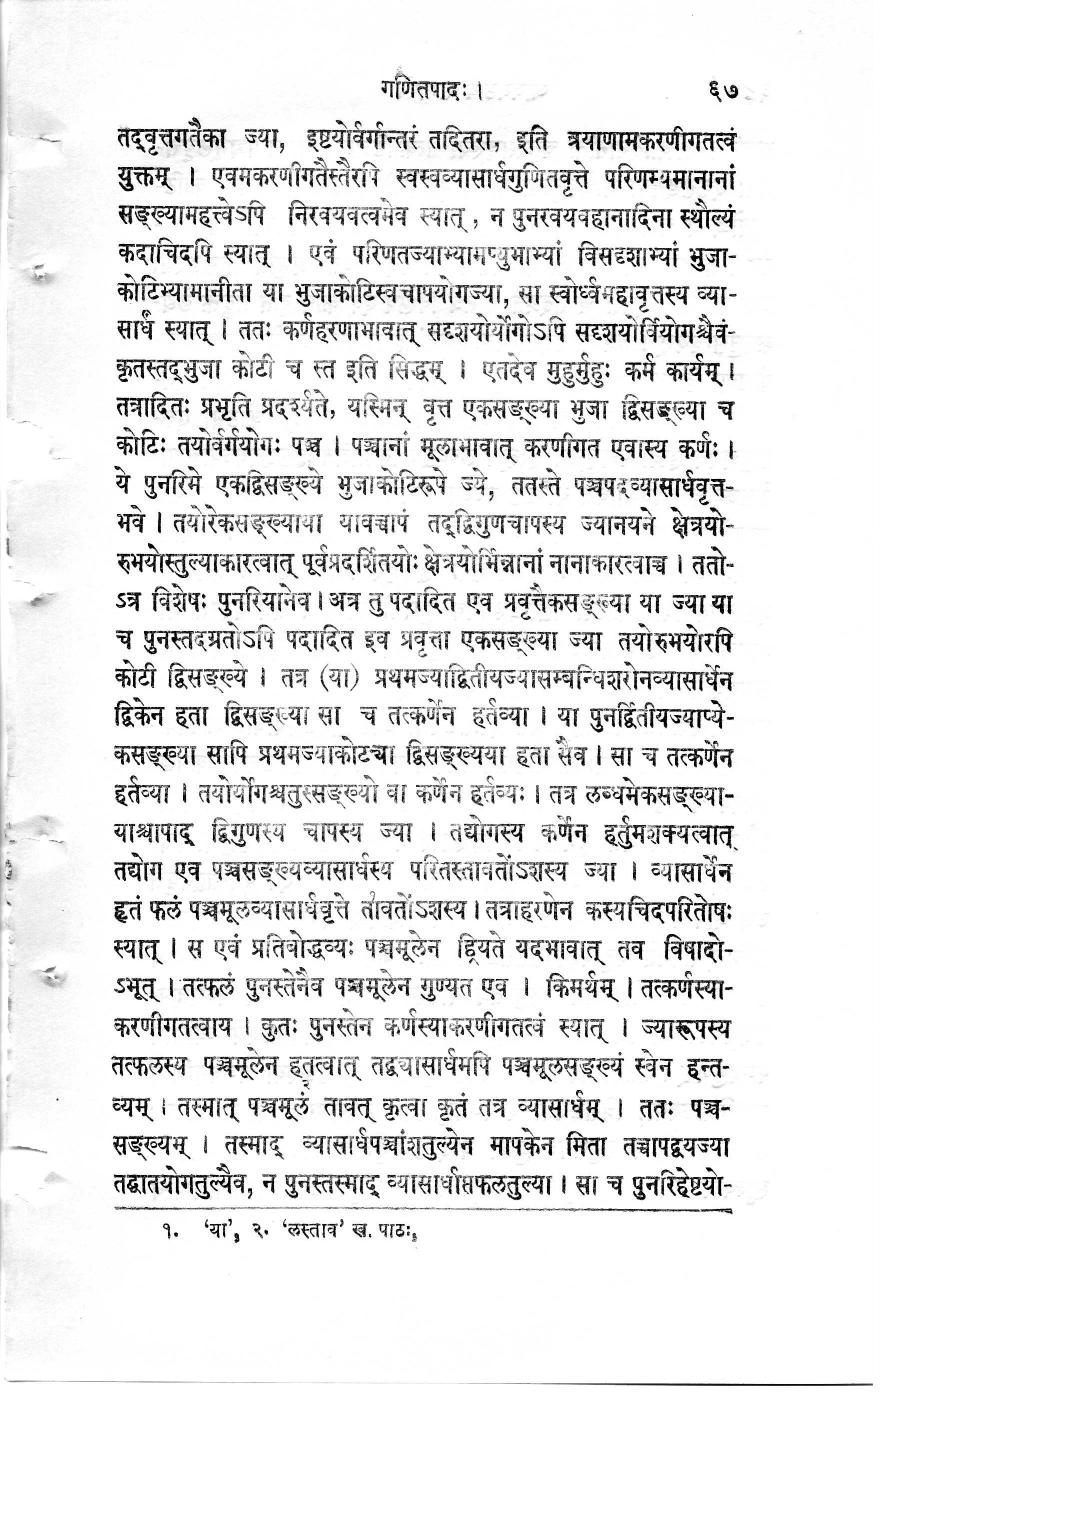 गणितपादः। ६७
तद्वृत्तगतैका ज्या, इष्टयोर्वर्गान्तरं तदितरा, इति त्रयाणामकरणीगतत्वं
युक्तम् । एवमकरणीगतैस्तैरपि स्वस्वव्यासार्धगुणितवृत्ते परिणम्यमानानां
सङ्ख्यामहत्त्वेऽपि निरवयवत्वमेव स्यात्, न पुनरवयवहानादिना स्थौल्यं
कदाचिदपि स्यात् । एवं परिणतज्याभ्यामप्युभाभ्यां विसदृशाभ्यां भुजा-
कोटिभ्यामानीता या भुजाकोटिस्वचापयोगज्या, सा स्वोर्ध्वमहावृत्तस्य व्या-
सार्धं स्यात् । ततः कर्णहरणाभावात् सदृशयोर्योगोऽपि सदृशयोर्वियोगश्चैवं-
कृतस्तद्भुजा कोटी च स्त इति सिद्धम् । एतदेव मुहुर्मुहुः कर्म कार्यम् ।
तत्रादितः प्रभृति प्रदर्श्यते, यस्मिन् वृत्त एकसङ्ख्या भुजा द्विसङ्ख्या च
कोटिः तयोर्वर्गयोगः पञ्च । पञ्चानां मूलाभावात् करणीगत एवास्य कर्णः ।
ये पुनरिमे एकद्विसङ्ख्ये भुजाकोटिरूपे ज्ये, ततस्ते पञ्चपदव्यासार्धवृत्त-
भवे । तयोरेकसङ्ख्याया यावच्चापं तद्द्विगुणचापस्य ज्यानयने क्षेत्रयो-
रुभयोस्तुल्याकारत्वात् पूर्वप्रदर्शितयोः क्षेत्रयोर्भिन्नानां नानाकारत्वाच्च । ततो-
ऽत्र विशेषः पुनरियानेव । अत्र तु पदादित एव प्रवृत्तैकसङ्ख्या या ज्या या
च पुनस्तदग्रतोऽपि पदादित इव प्रवृत्ता एकसङ्ख्या ज्या तयोरुभयोरपि
कोटी द्विसङ्ख्ये । तत्र (या) प्रथमज्याद्वितीयज्यासम्बन्धिशरोनव्यासार्धेन
द्विकेन हता द्विसङ्ख्या सा च तत्कर्णेन हर्तव्या । या पुनर्द्वितीयज्याप्ये-
कसङ्ख्या सापि प्रथमज्याकोट्या द्विसङ्ख्यया हता सैव । सा च तत्कर्णेन
हर्तव्या । तयोर्योगश्चतुस्सङ्ख्यो वा कर्णेन हर्तव्यः । तत्र लब्धमेकसङ्ख्या-
याश्चापाद् द्विगुणस्य चापस्य ज्या । तद्योगस्य कर्णेन हर्तुमशक्यत्वात्
तद्योग एव पञ्चसङ्ख्यव्यासार्धस्य परितस्तावतोंऽशस्य ज्या । व्यासार्धेन
हृतं फलं पञ्चमूलव्यासार्धवृत्ते तावतोंऽशस्य । तत्राहरणेन कस्यचिदपरितोषः
स्यात् । स एवं प्रतिबोद्धव्यः पञ्चमूलेन ह्रियते यदभावात् तव विषादो-
ऽभूत् । तत्फलं पुनस्तेनैव पञ्चमूलेन गुण्यत एव । किमर्थम् । तत्कर्णस्या-
करणीगतत्वाय । कुतः पुनस्तेन कर्णस्याकरणीगतत्वं स्यात् । ज्यारूपस्य
तत्फलस्य पञ्चमूलेन हतत्वात् तद्व्यासार्धमपि पञ्चमूलसङ्ख्यं स्वेन हन्त-
व्यम् । तस्मात् पञ्चमूलं तावत् कृत्वा कृतं तत्र व्यासार्धम् । ततः पञ्च-
सङ्ख्यम् । तस्माद् व्यासार्धपञ्चांशतुल्येन मापकेन मिता तच्चापद्वयज्या
तद्घातयोगतुल्यैव, न पुनस्तस्माद् व्यासार्धाप्तफलतुल्या । सा च पुनरिहेष्टयो-
१. 'या', २. 'लस्ताव' ख. पाठः,